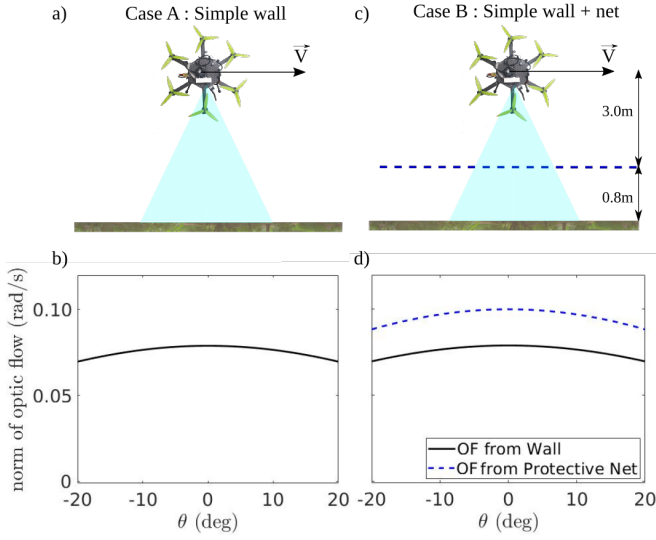 a)
Case A : Simple wall
V
c)
Case B : Simple wall + net
V
3.0m
0.8m
b)
norm of optic flow (rad/s)
0.10
0.05
0
-20
-10
0
10
20
θ (deg)
d)
OF from Wall
OF from Protective Net
-20
-10
0
10
20
θ (deg)